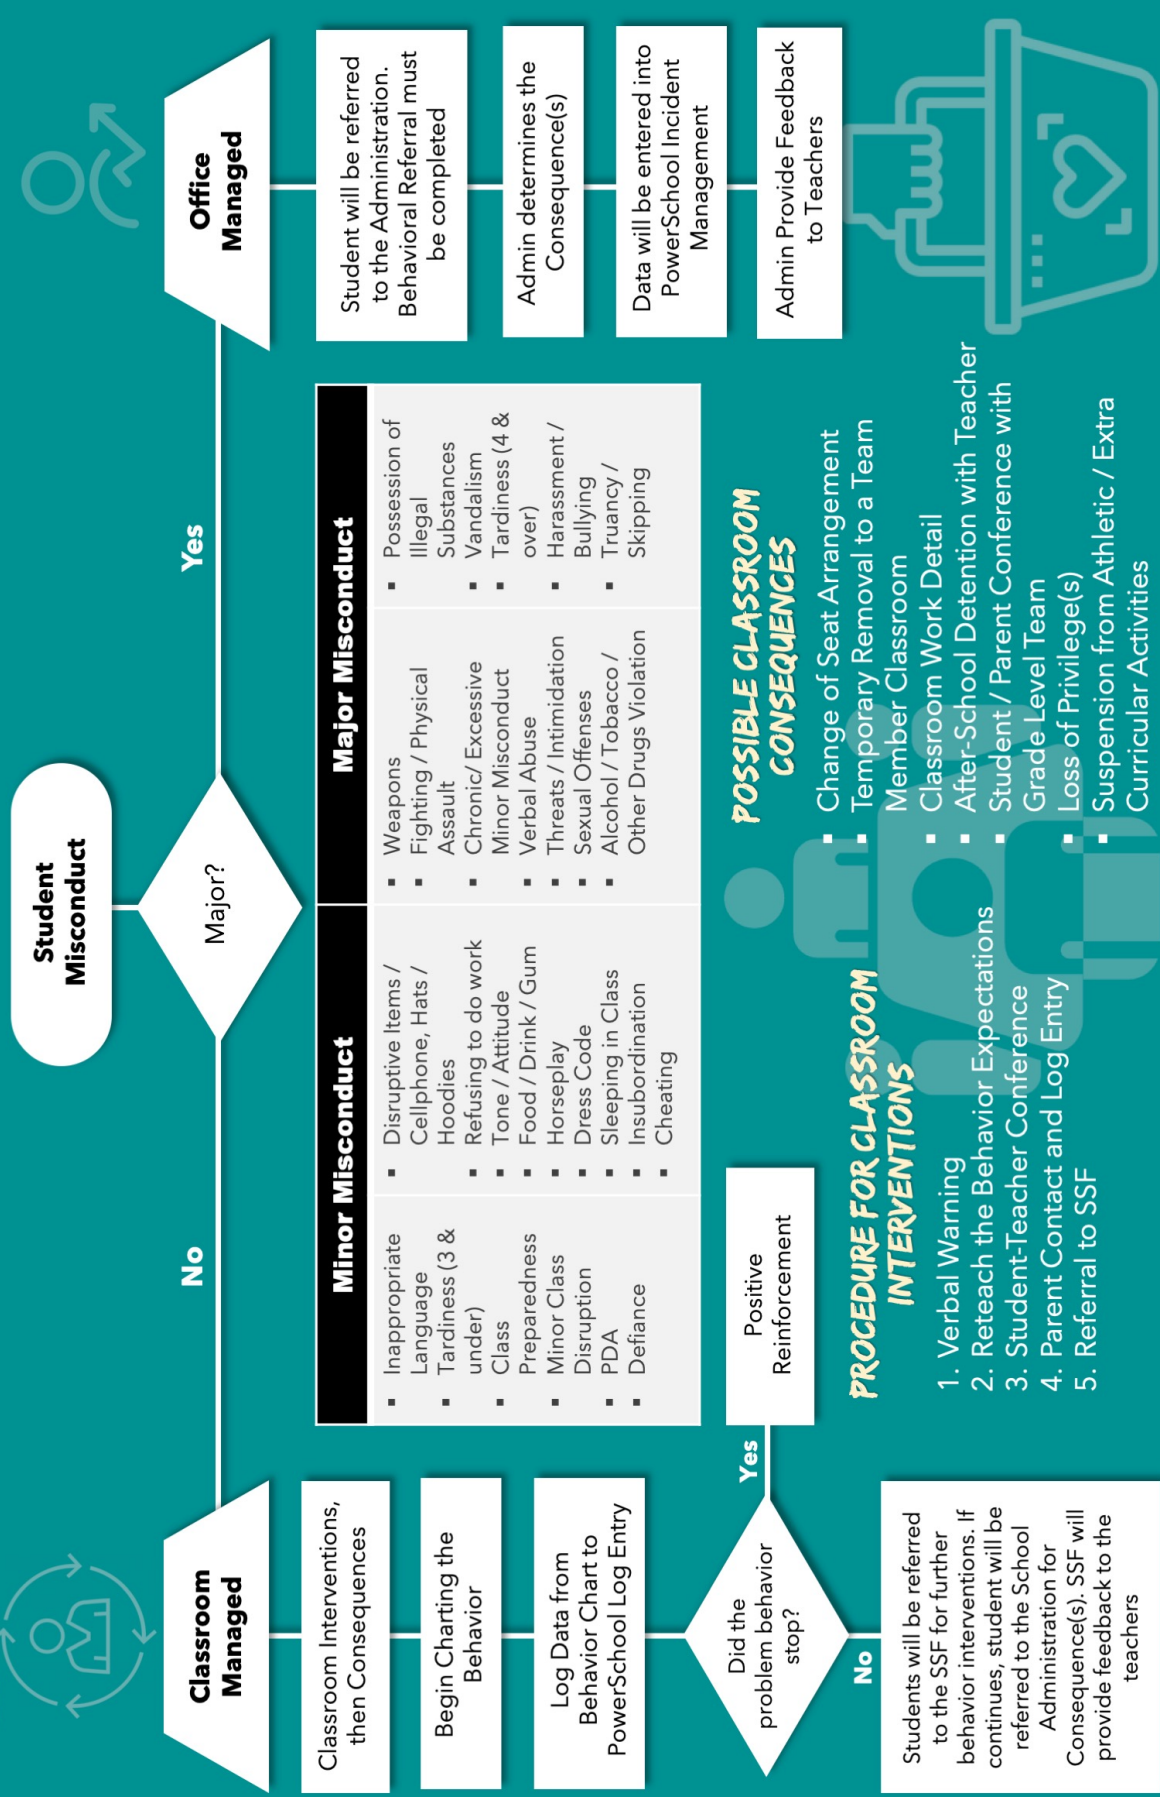 Student
Misconduct
Major?
No
Yes
Classroom
Managed
Classroom Interventions,
then Consequences
Begin Charting the
Behavior
Log Data from
Behavior Chart to
PowerSchool Log Entry
Did the
problem behavior
stop?
Yes
Positive
Reinforcement
No
Students will be referred
to the SSF for further
behavior interventions. If
continues, student will be
referred to the School
Administration for
Consequence(s). SSF will
provide feedback to the
teachers
Minor Misconduct
▪ Inappropriate
Language
▪ Tardiness (3 &
under)
▪ Class
Preparedness
▪ Minor Class
Disruption
▪ PDA
▪ Defiance
▪ Disruptive Items /
Cellphone, Hats /
Hoodies
▪ Refusing to do work
▪ Tone / Attitude
▪ Food / Drink / Gum
▪ Horseplay
▪ Dress Code
▪ Sleeping in Class
▪ Insubordination
▪ Cheating
Major Misconduct
▪ Weapons
▪ Fighting / Physical
Assault
▪ Chronic/ Excessive
Minor Misconduct
▪ Verbal Abuse
▪ Threats / Intimidation
▪ Sexual Offenses
▪ Alcohol / Tobacco /
Other Drugs Violation
▪ Possession of
Illegal
Substances
▪ Vandalism
▪ Tardiness (4 &
over)
▪ Harassment /
Bullying
▪ Truancy /
Skipping
PROCEDURE FOR CLASSROOM
INTERVENTIONS
1. Verbal Warning
2. Reteach the Behavior Expectations
3. Student-Teacher Conference
4. Parent Contact and Log Entry
5. Referral to SSF
POSSIBLE CLASSROOM
CONSEQUENCES
▪ Change of Seat Arrangement
▪ Temporary Removal to a Team
Member Classroom
▪ Classroom Work Detail
▪ After-School Detention with Teacher
▪ Student / Parent Conference with
Grade Level Team
▪ Loss of Privilege(s)
▪ Suspension from Athletic / Extra
Curricular Activities
Office
Managed
Student will be referred
to the Administration.
Behavioral Referral must
be completed
Admin determines the
Consequence(s)
Data will be entered into
PowerSchool Incident
Management
Admin Provide Feedback
to Teachers